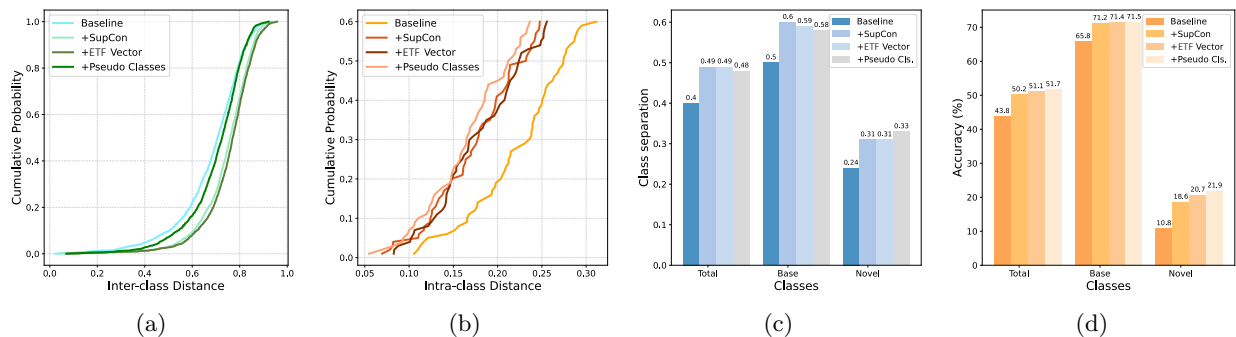 1.0
0.8
0.6
0.4
0.2
0.0
Cumulative Probability
Baseline
+SupCon
+ETF Vector
+Pseudo Classes
0.0 0.2 0.4 0.6 0.8 1.0
Inter-class Distance
(a)
0.6
0.5
0.4
0.3
0.2
0.1
0.0
Cumulative Probability
Baseline
+SupCon
+ETF Vector
+Pseudo Classes
0.05 0.10 0.15 0.20 0.25 0.30
Intra-class Distance
(b)
0.6
0.5
0.4
0.3
0.2
0.1
0.0
Class separation
Baseline
+SupCon
+ETF Vector
+Pseudo Cls.
0.4 0.49 0.49 0.48
0.5 0.6 0.59 0.58
0.24 0.31 0.31 0.33
Total Base Novel
Classes
(c)
70
60
50
40
30
20
10
0
Accuracy (%)
Baseline
+SupCon
+ETF Vector
+Pseudo Cls.
43.8 50.2 51.1 51.7
65.8 71.2 71.4 71.5
10.8 18.6 20.7 21.9
Total Base Novel
Classes
(d)